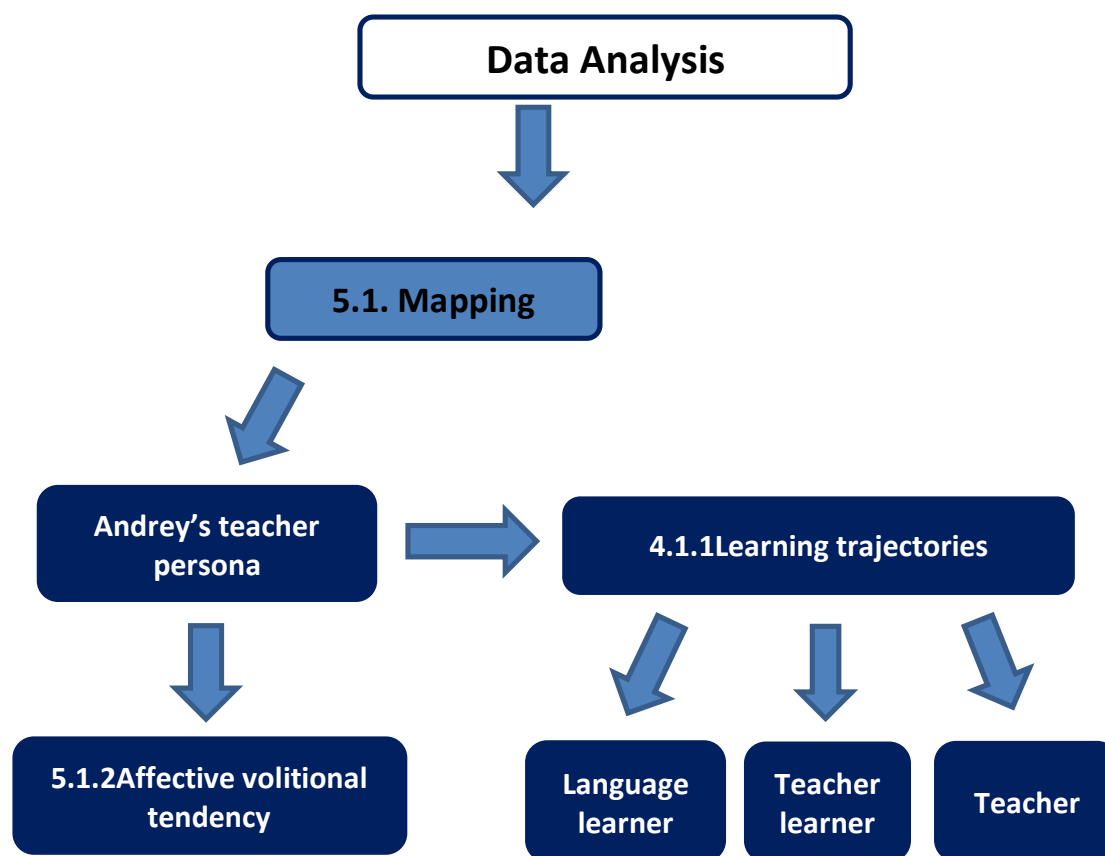 Data Analysis
5.1. Mapping
Andrey’s teacher
persona
4.1.1Learning trajectories
5.1.2Affective volitional
tendency
Language
learner
Teacher
learner
Teacher